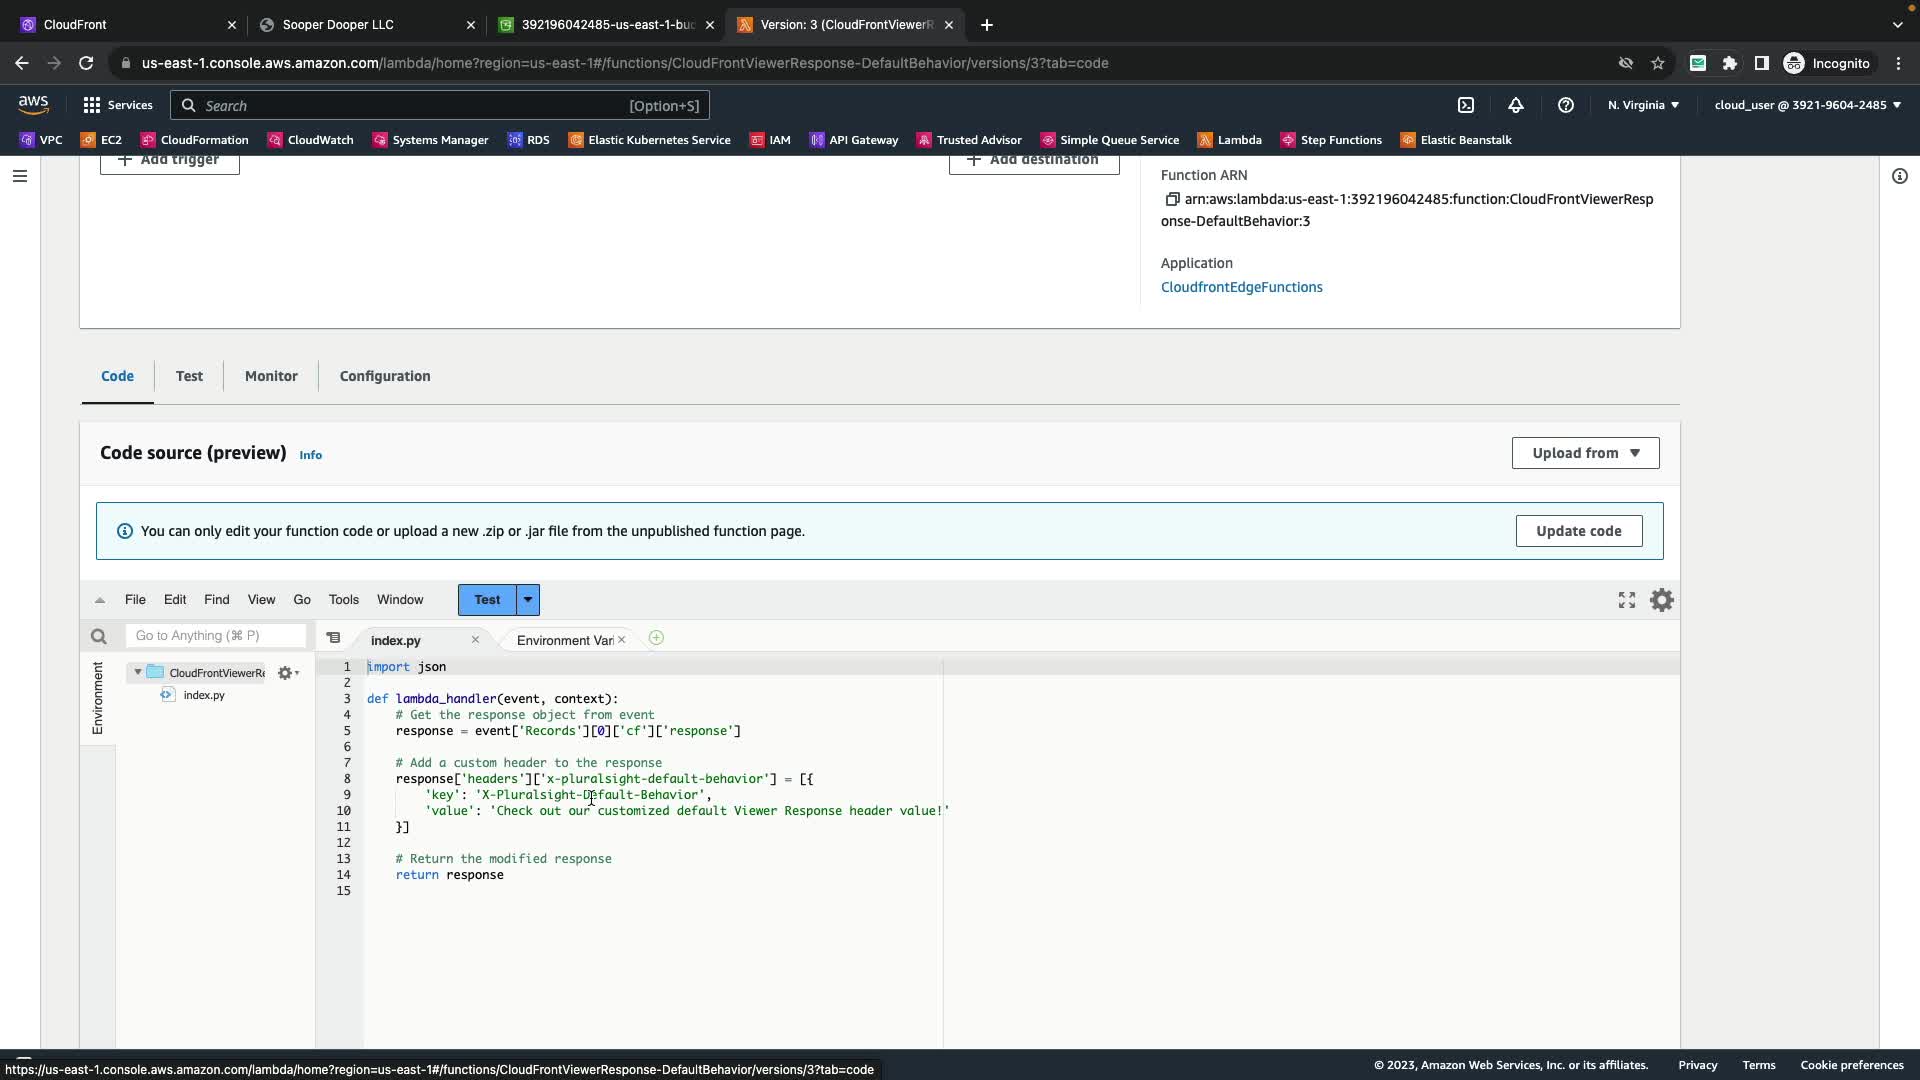 CloudFront
Sooper Dooper LLC
392196042485-us-east-1-buc
Version: 3 (CloudFrontViewerR
us-east-1.console.aws.amazon.com/lambda/home?region=us-east-1#/functions/CloudFrontViewerResponse-DefaultBehavior/versions/3?tab=code
Incognito
aws
Services
Search
[Option+S]
N. Virginia
cloud_user @ 3921-9604-2485
VPC
EC2
CloudFormation
CloudWatch
Systems Manager
RDS
Elastic Kubernetes Service
IAM
API Gateway
Trusted Advisor
Simple Queue Service
Lambda
Step Functions
Elastic Beanstalk
Add trigger
Add destination
Function ARN
arn:aws:lambda:us-east-1:392196042485:function:CloudFrontViewerResp
onse-DefaultBehavior:3
Application
CloudfrontEdgeFunctions
Code
Test
Monitor
Configuration
Code source (preview) Info
Upload from
You can only edit your function code or upload a new .zip or .jar file from the unpublished function page.
Update code
File Edit Find View Go Tools Window
Test
Go to Anything (⌘ P)
index.py
Environment Vari
Environment
CloudFrontViewerRe
index.py
1 import json
2
3 def lambda_handler(event, context):
4     # Get the response object from event
5     response = event['Records'][0]['cf']['response']
6
7     # Add a custom header to the response
8     response['headers']['x-pluralsight-default-behavior'] = [{
9         'key': 'X-Pluralsight-Default-Behavior',
10         'value': 'Check out our customized default Viewer Response header value!'
11     }]
12
13     # Return the modified response
14     return response
15
https://us-east-1.console.aws.amazon.com/lambda/home?region=us-east-1#/functions/CloudFrontViewerResponse-DefaultBehavior/versions/3?tab=code
© 2023, Amazon Web Services, Inc. or its affiliates.
Privacy
Terms
Cookie preferences